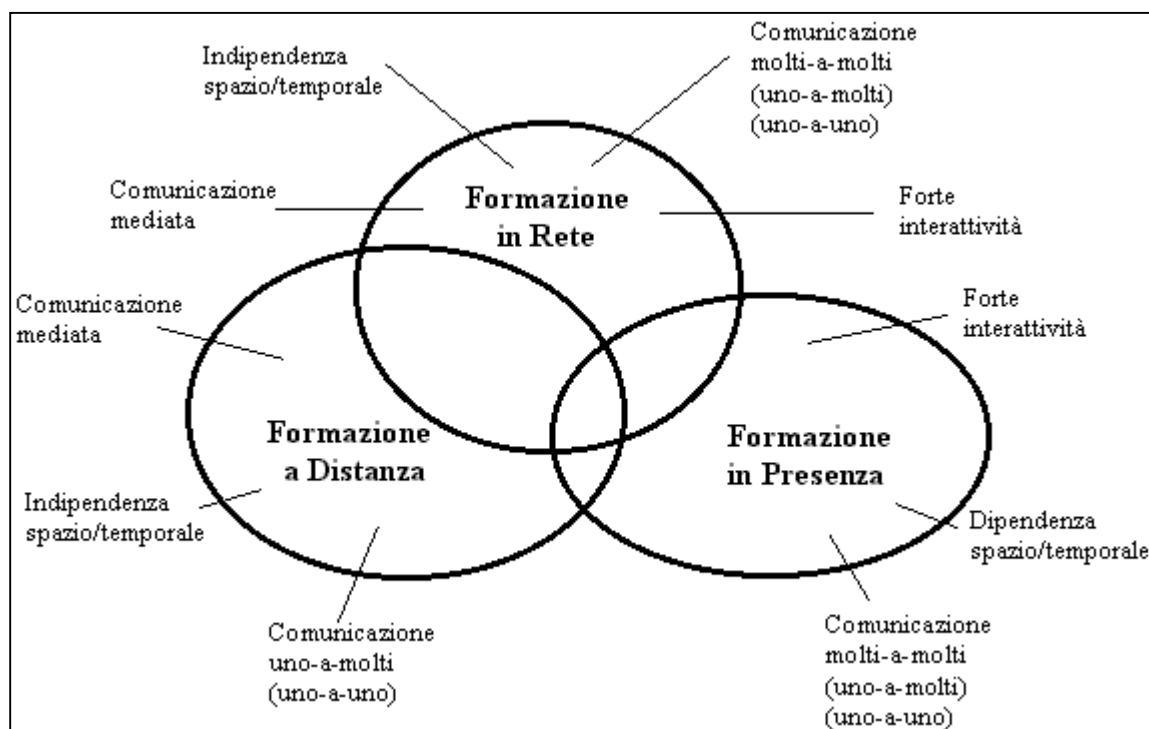 Indipendenza
spazio/temporale
Comunicazione
molti-a-molti
(uno-a-molti)
(uno-a-uno)
Comunicazione
mediata
Formazione
in Rete
Forte
interattività
Comunicazione
mediata
Forte
interattività
Formazione
a Distanza
Formazione
in Presenza
Indipendenza
spazio/temporale
Dipendenza
spazio/temporale
Comunicazione
uno-a-molti
(uno-a-uno)
Comunicazione
molti-a-molti
(uno-a-molti)
(uno-a-uno)